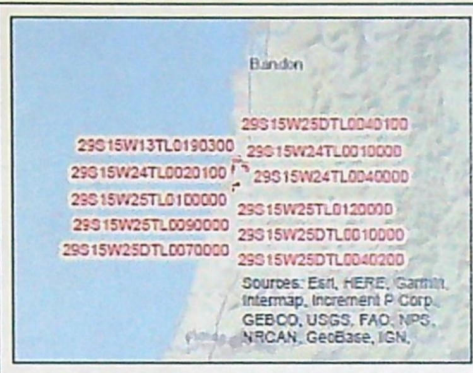 Bandon
29S15W25DTL0040100
29S15W13TL0190300
29S15W24TL0010000
29S15W24TL0020100
29S15W24TL0040000
29S15W25TL0100000
29S15W25TL0120000
29S15W25TL0090000
29S15W25DTL0010000
29S15W25DTL0070000
29S15W25DTL0040200
Sources: Esri, HERE, Garmin,
Intermap, Increment P Corp.,
GEBCO, USGS, FAO, NPS,
NRCAN, GeoBase, IGN,